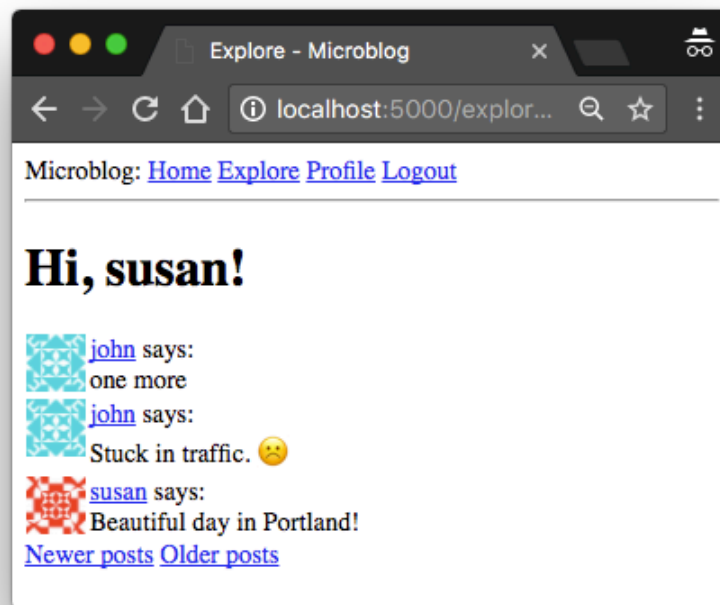 Explore - Microblog
localhost:5000/explor...
Microblog: Home Explore Profile Logout
Hi, susan!
john says:
one more
john says:
Stuck in traffic. ☹️
susan says:
Beautiful day in Portland!
Newer posts Older posts